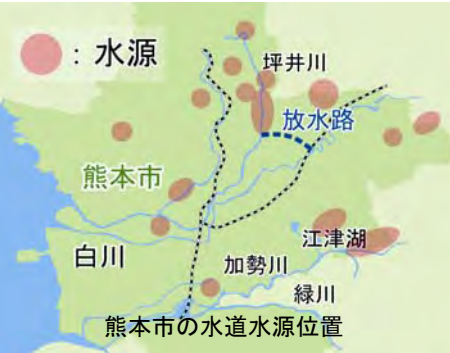 ：水源
坪井川
放水路
熊本市
江津湖
白川
加勢川
緑川
熊本市の水道水源位置